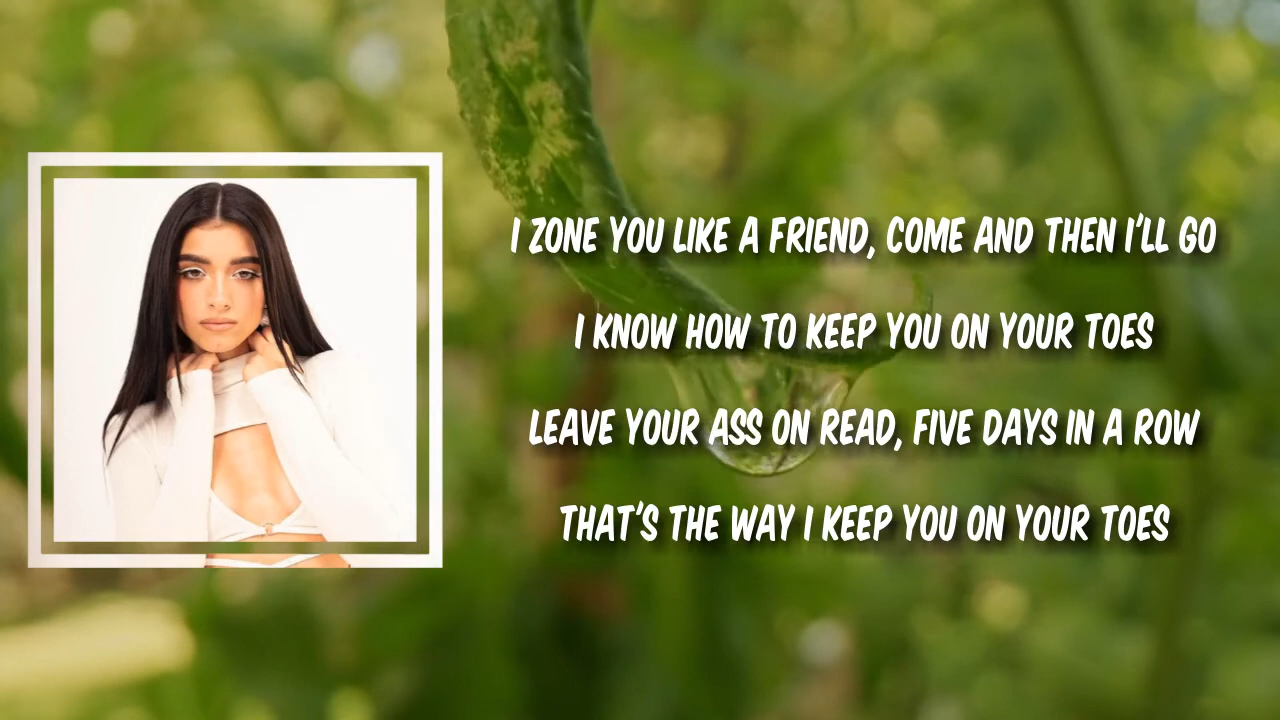 I ZONE YOU LIKE A FRIEND, COME AND THEN I'LL GO
I KNOW HOW TO KEEP YOU ON YOUR TOES
LEAVE YOUR ASS ON READ, FIVE DAYS IN A ROW
THAT'S THE WAY I KEEP YOU ON YOUR TOES